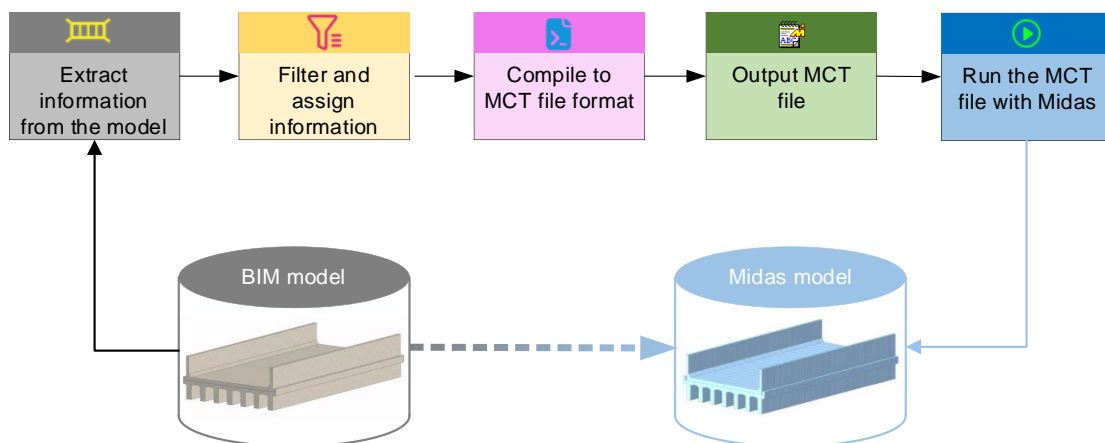 Extract
information
from the model
Filter and
assign
information
Compile to
MCT file format
Output MCT
file
Run the MCT
file with Midas
BIM model
Midas model